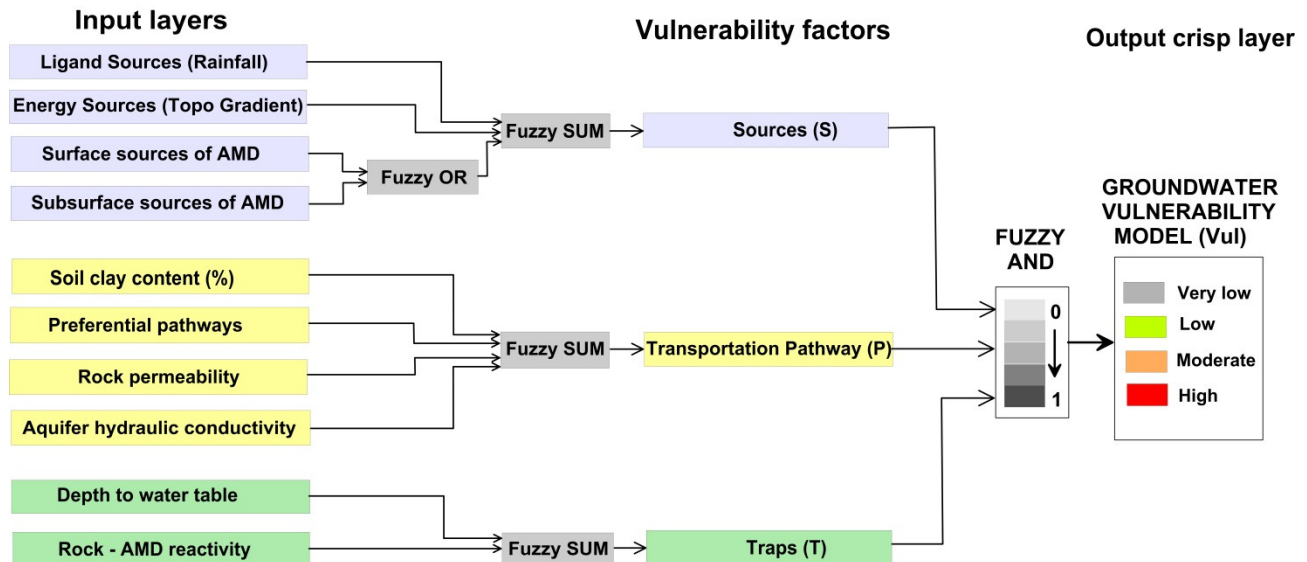 Input layers
Vulnerability factors
Output crisp layer
Ligand Sources (Rainfall)
Energy Sources (Topo Gradient)
Surface sources of AMD
Subsurface sources of AMD
Fuzzy OR
Fuzzy SUM
Sources (S)
Soil clay content (%)
Preferential pathways
Rock permeability
Aquifer hydraulic conductivity
Fuzzy SUM
Transportation Pathway (P)
Depth to water table
Rock - AMD reactivity
Fuzzy SUM
Traps (T)
FUZZY
AND
0
1
GROUNDWATER
VULNERABILITY
MODEL (Vul)
Very low
Low
Moderate
High